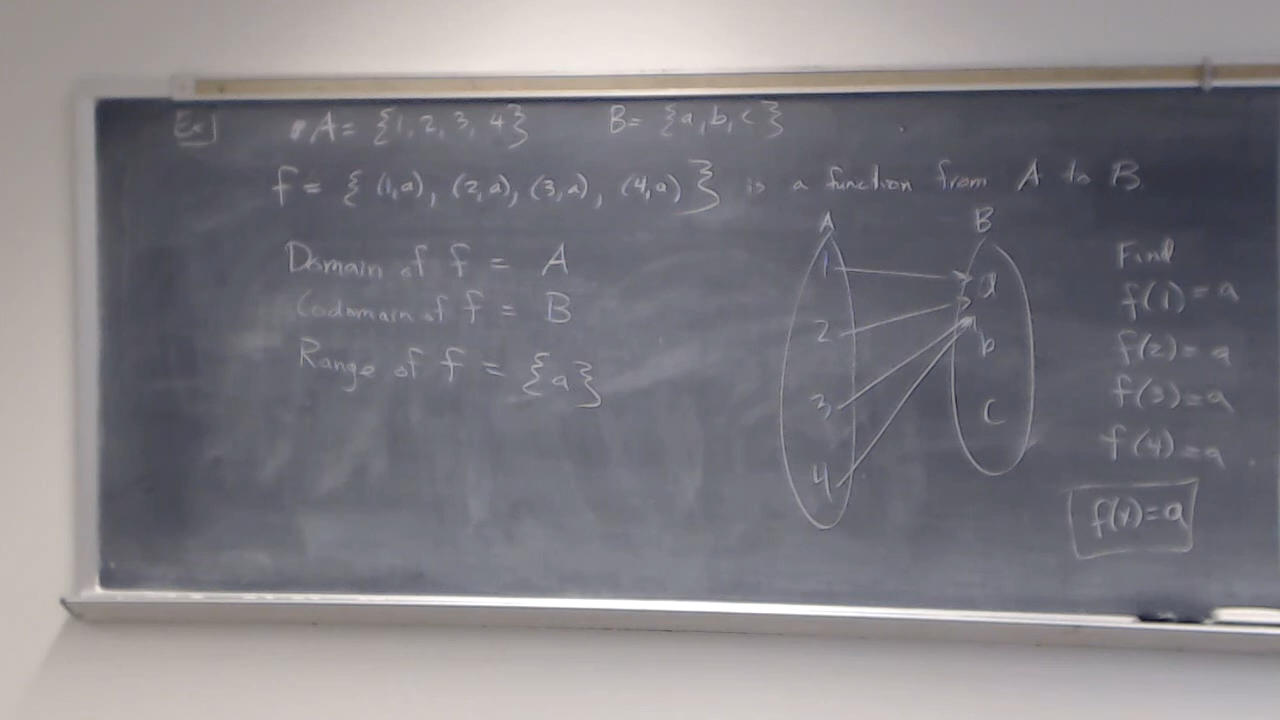 Ex
A = {1, 2, 3, 4} B = {a, b, c}
f = { (1,a), (2,a), (3,a), (4,a) } is a function from A to B.
Domain of f = A
Codomain of f = B
Range of f = {a}
A B
1 a
2 b
3 c
4
Find
f(1) = a
f(2) = a
f(3) = a
f(4) = a
f(x) = a